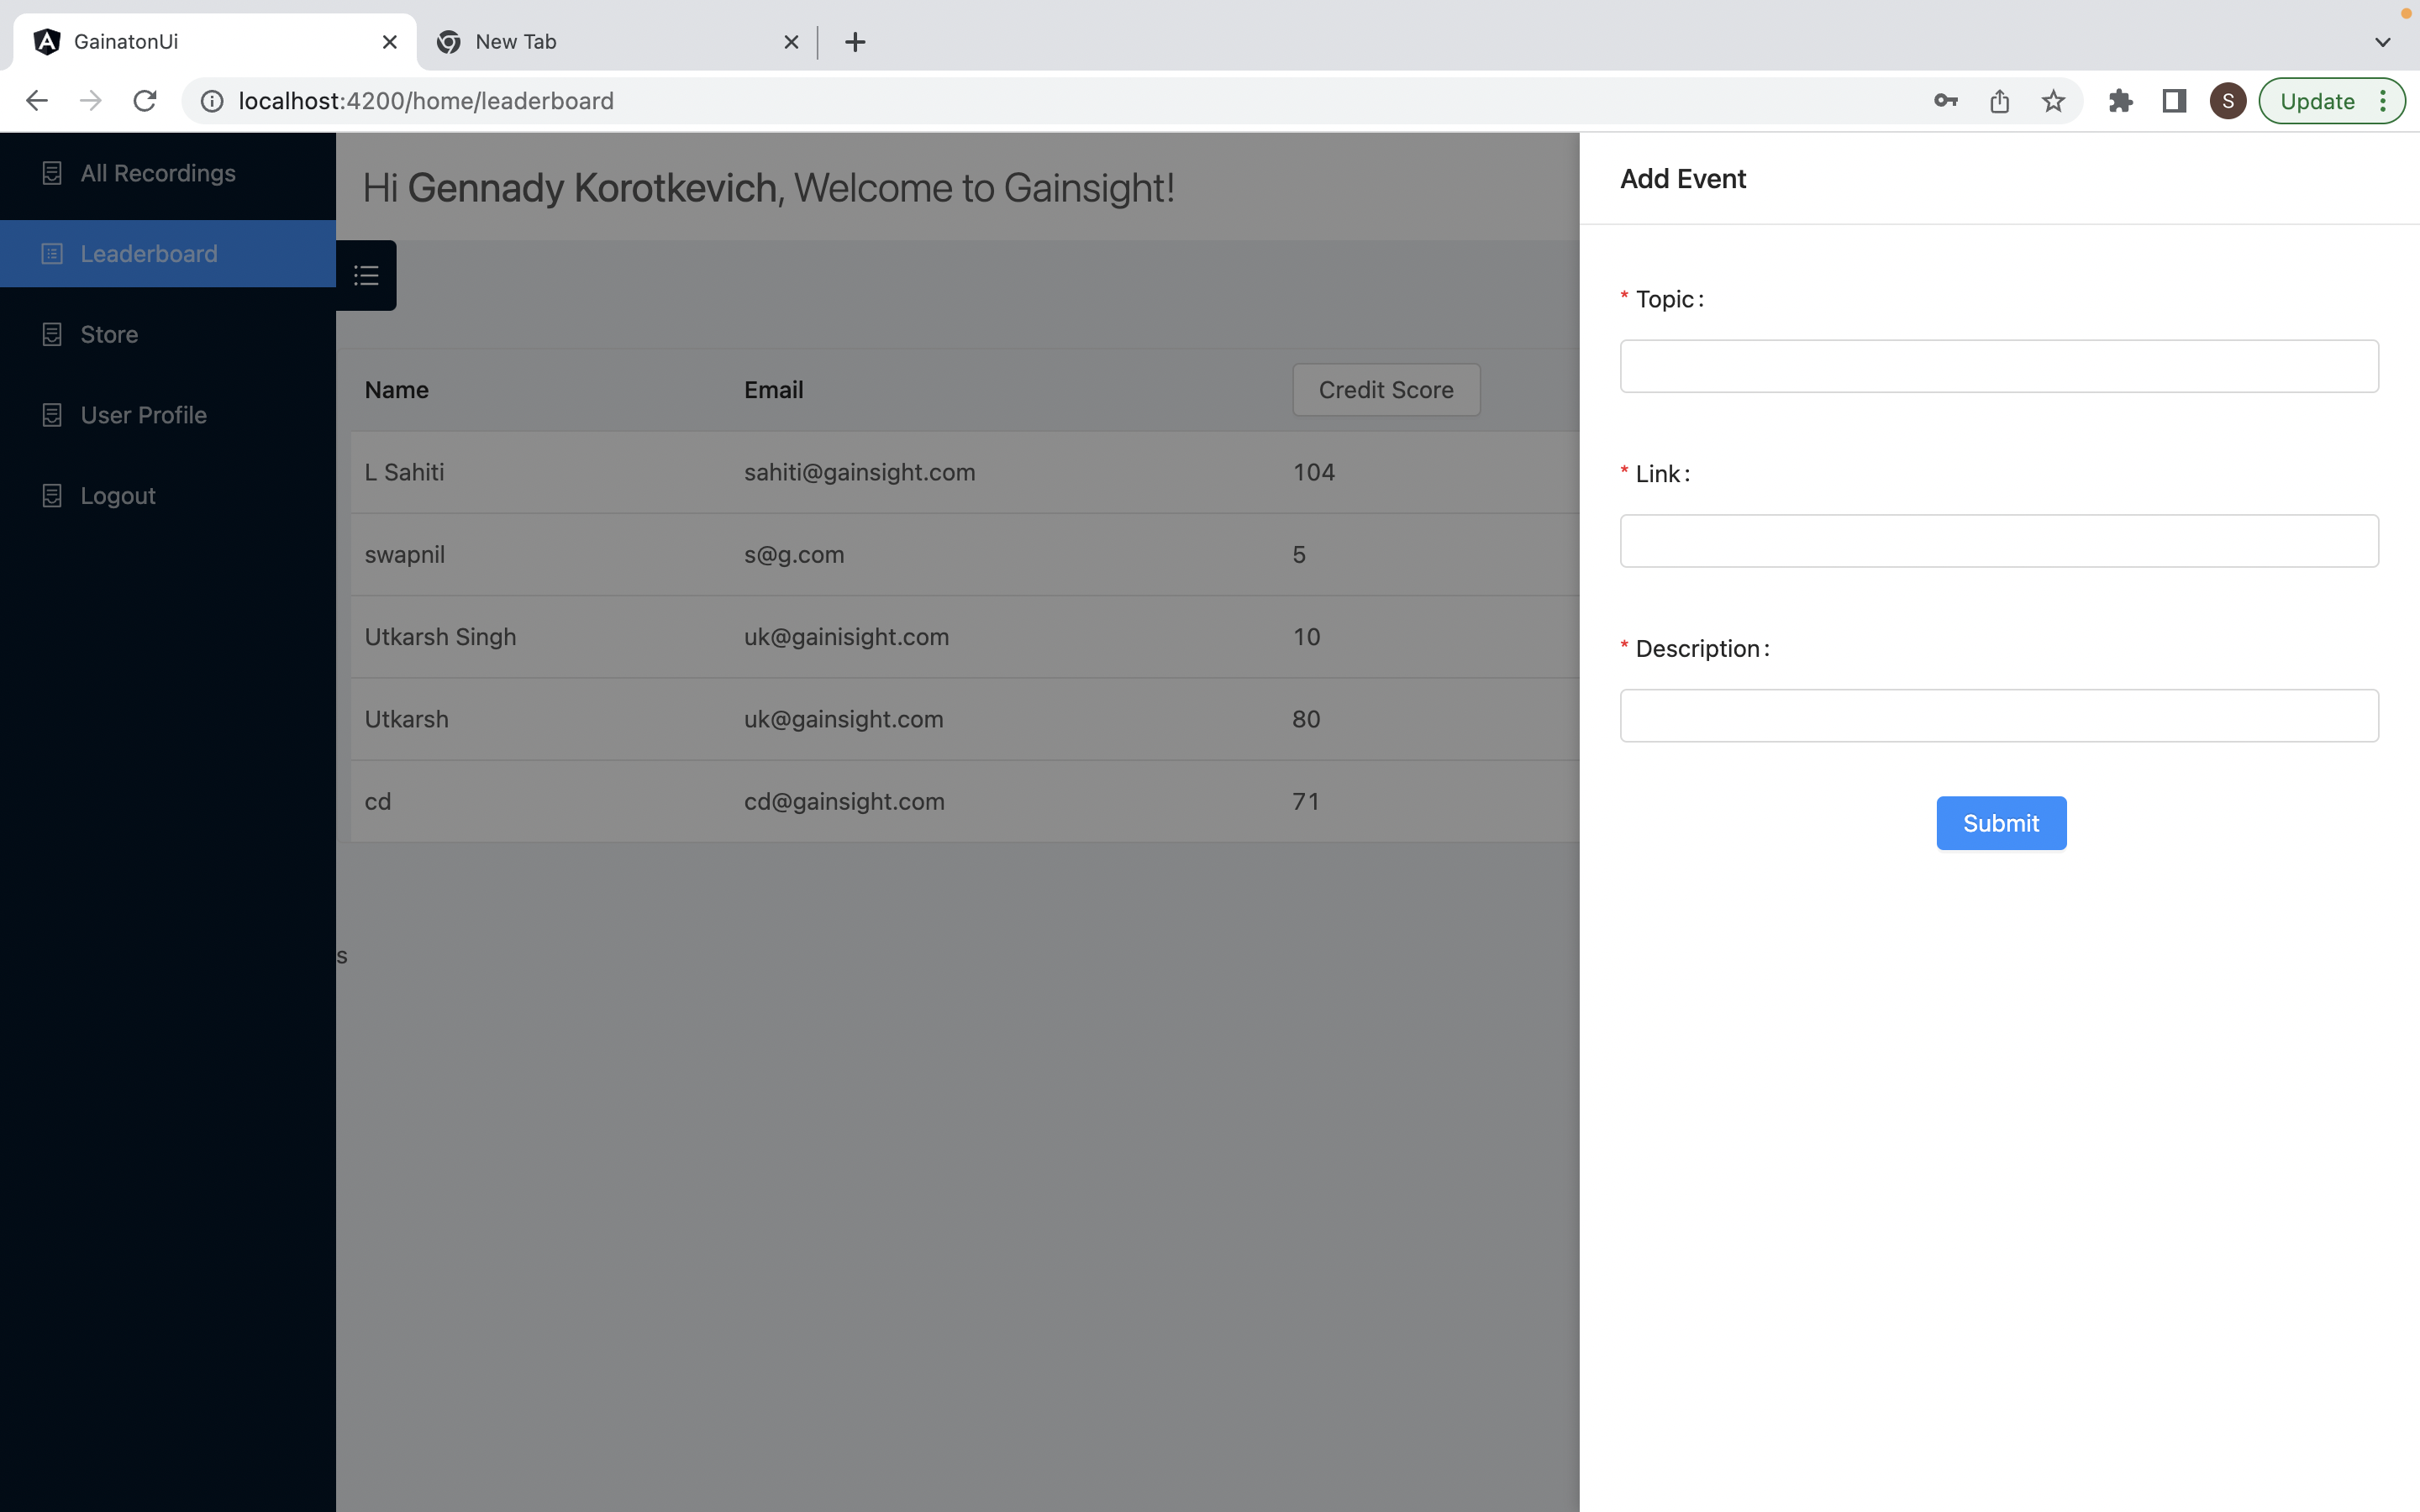 GainatonUi
New Tab
localhost:4200/home/leaderboard
S
Update
All Recordings
Leaderboard
Store
User Profile
Logout
Hi Gennady Korotkevich, Welcome to Gainsight!
Name Email Credit Score
L Sahiti sahiti@gainsight.com 104
swapnil s@g.com 5
Utkarsh Singh uk@gainisight.com 10
Utkarsh uk@gainsight.com 80
cd cd@gainsight.com 71
s
Add Event
* Topic:
* Link:
* Description:
Submit